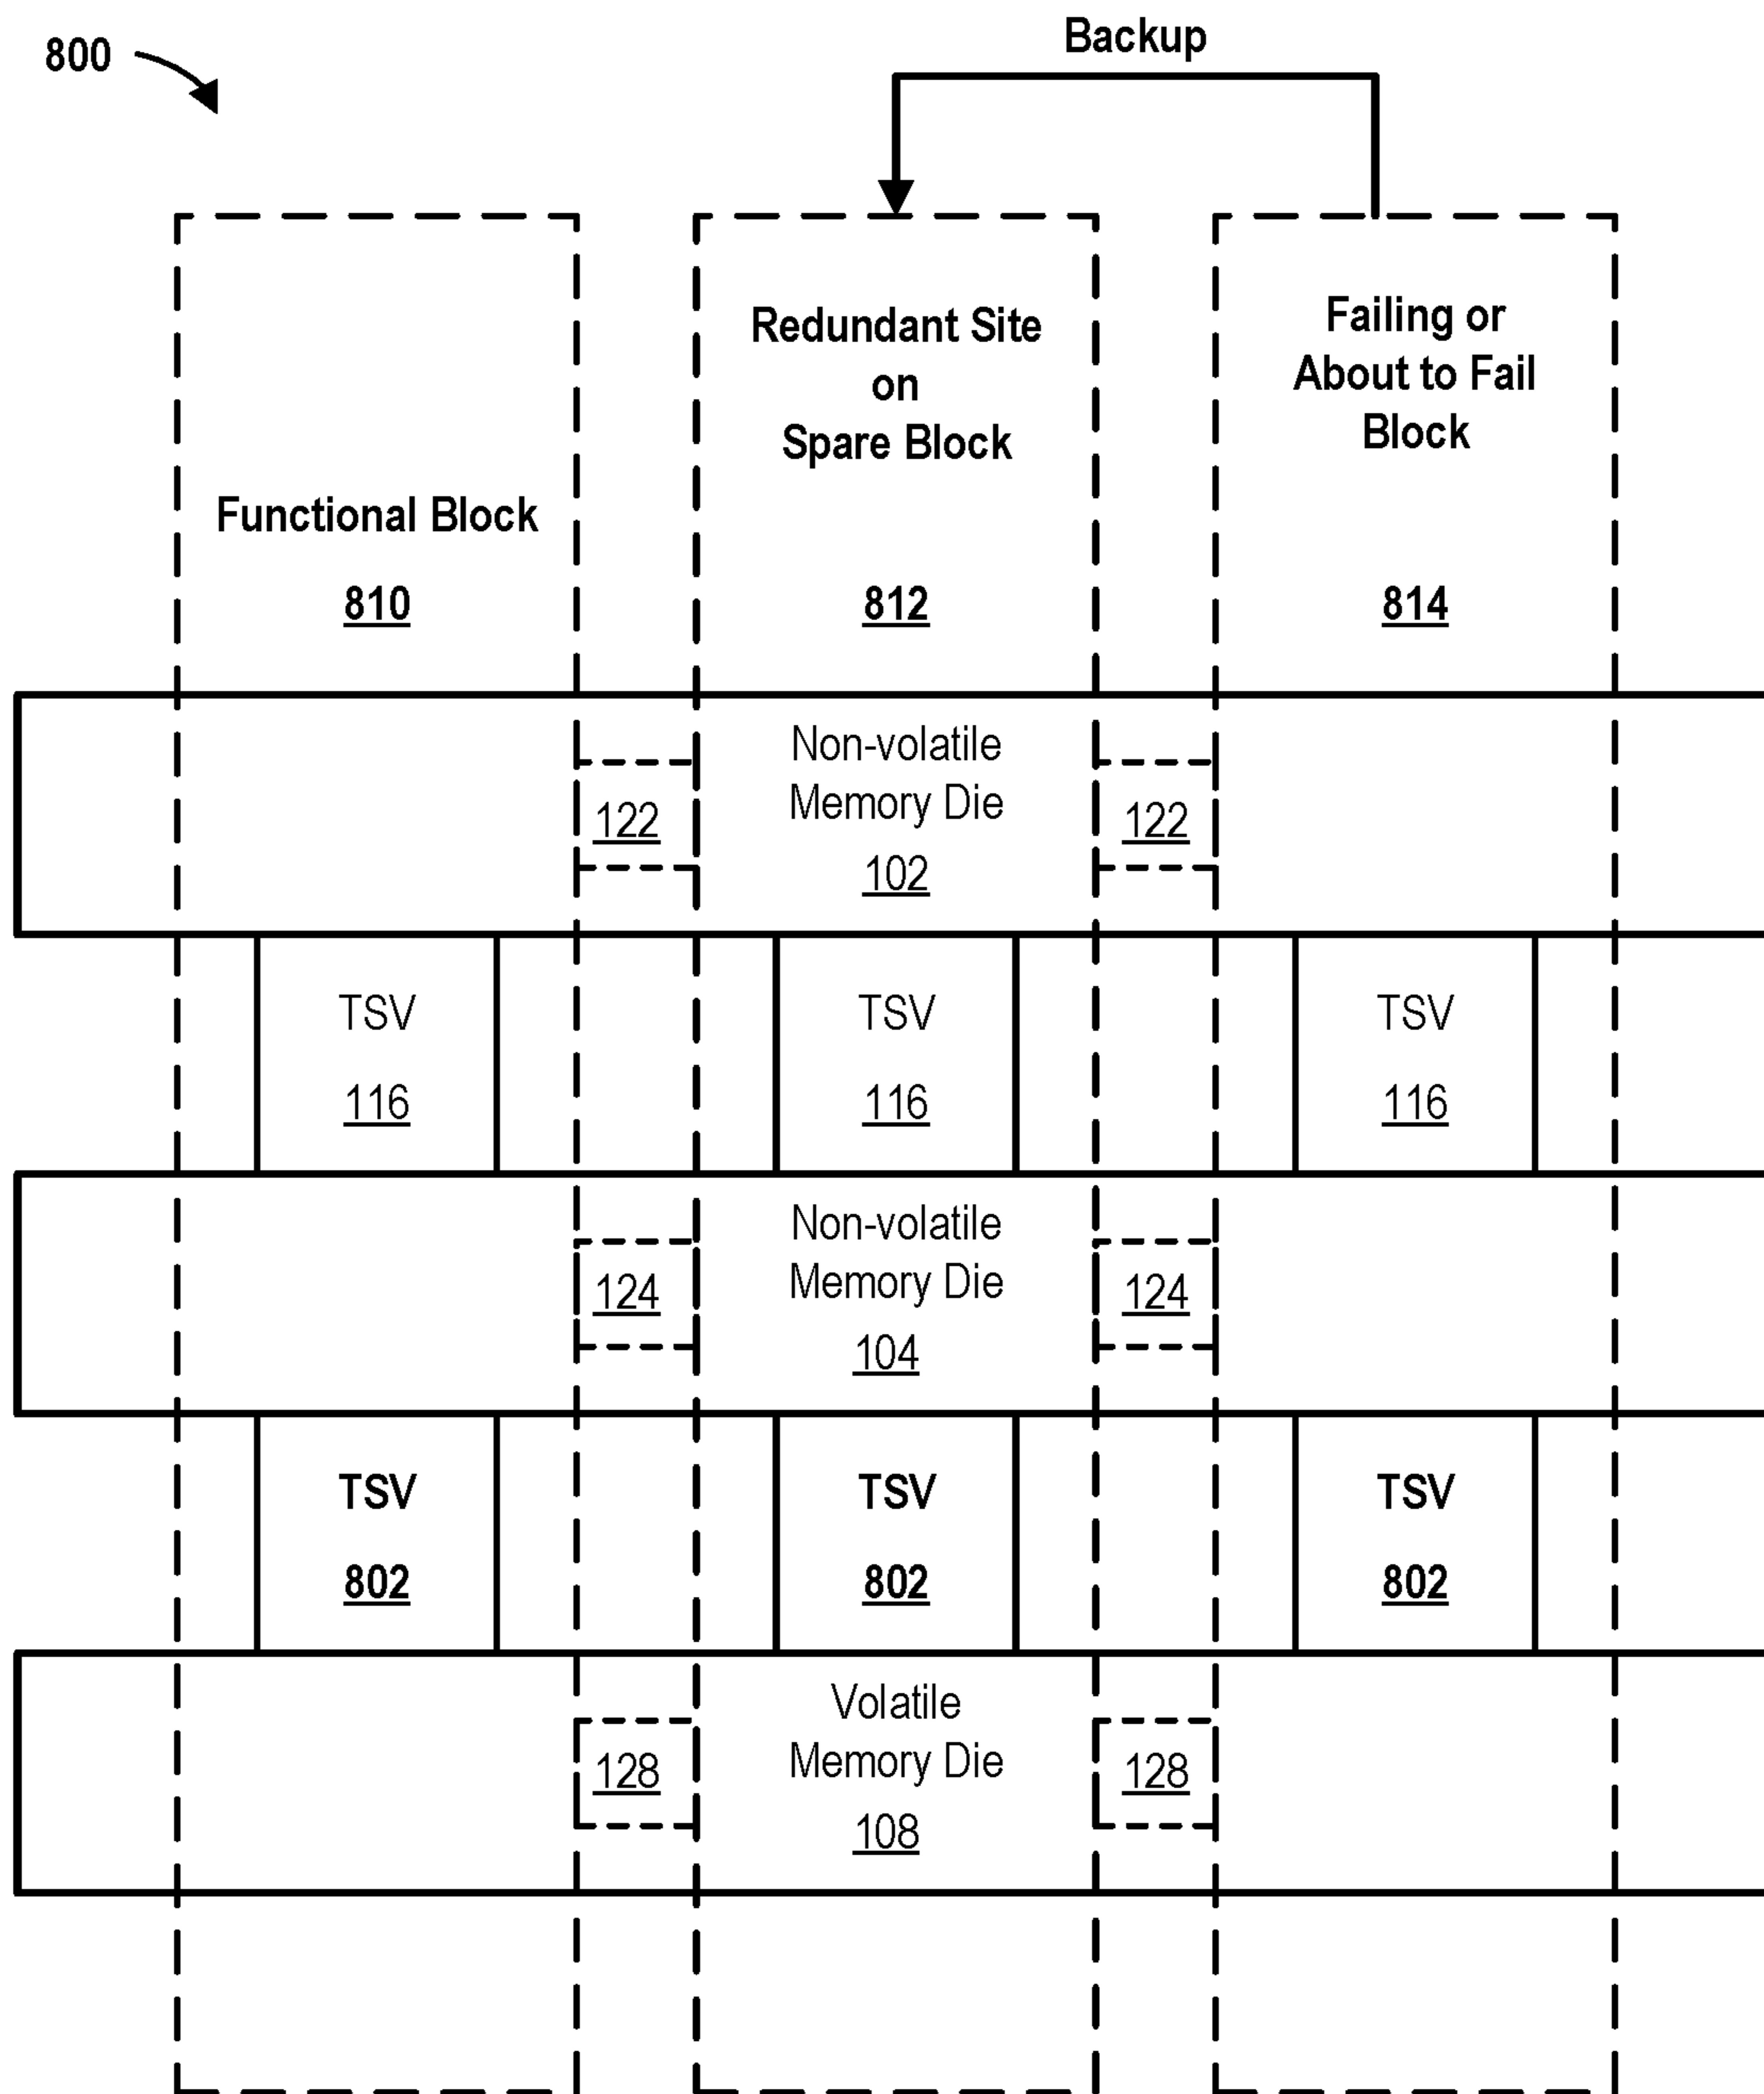 800
Backup
Redundant Site
on
Spare Block
Failing or
About to Fail
Block
Functional Block
810
812
814
Non-volatile
Memory Die
102
122
122
TSV
116
TSV
116
TSV
116
Non-volatile
Memory Die
104
124
124
TSV
802
TSV
802
TSV
802
Volatile
Memory Die
108
128
128